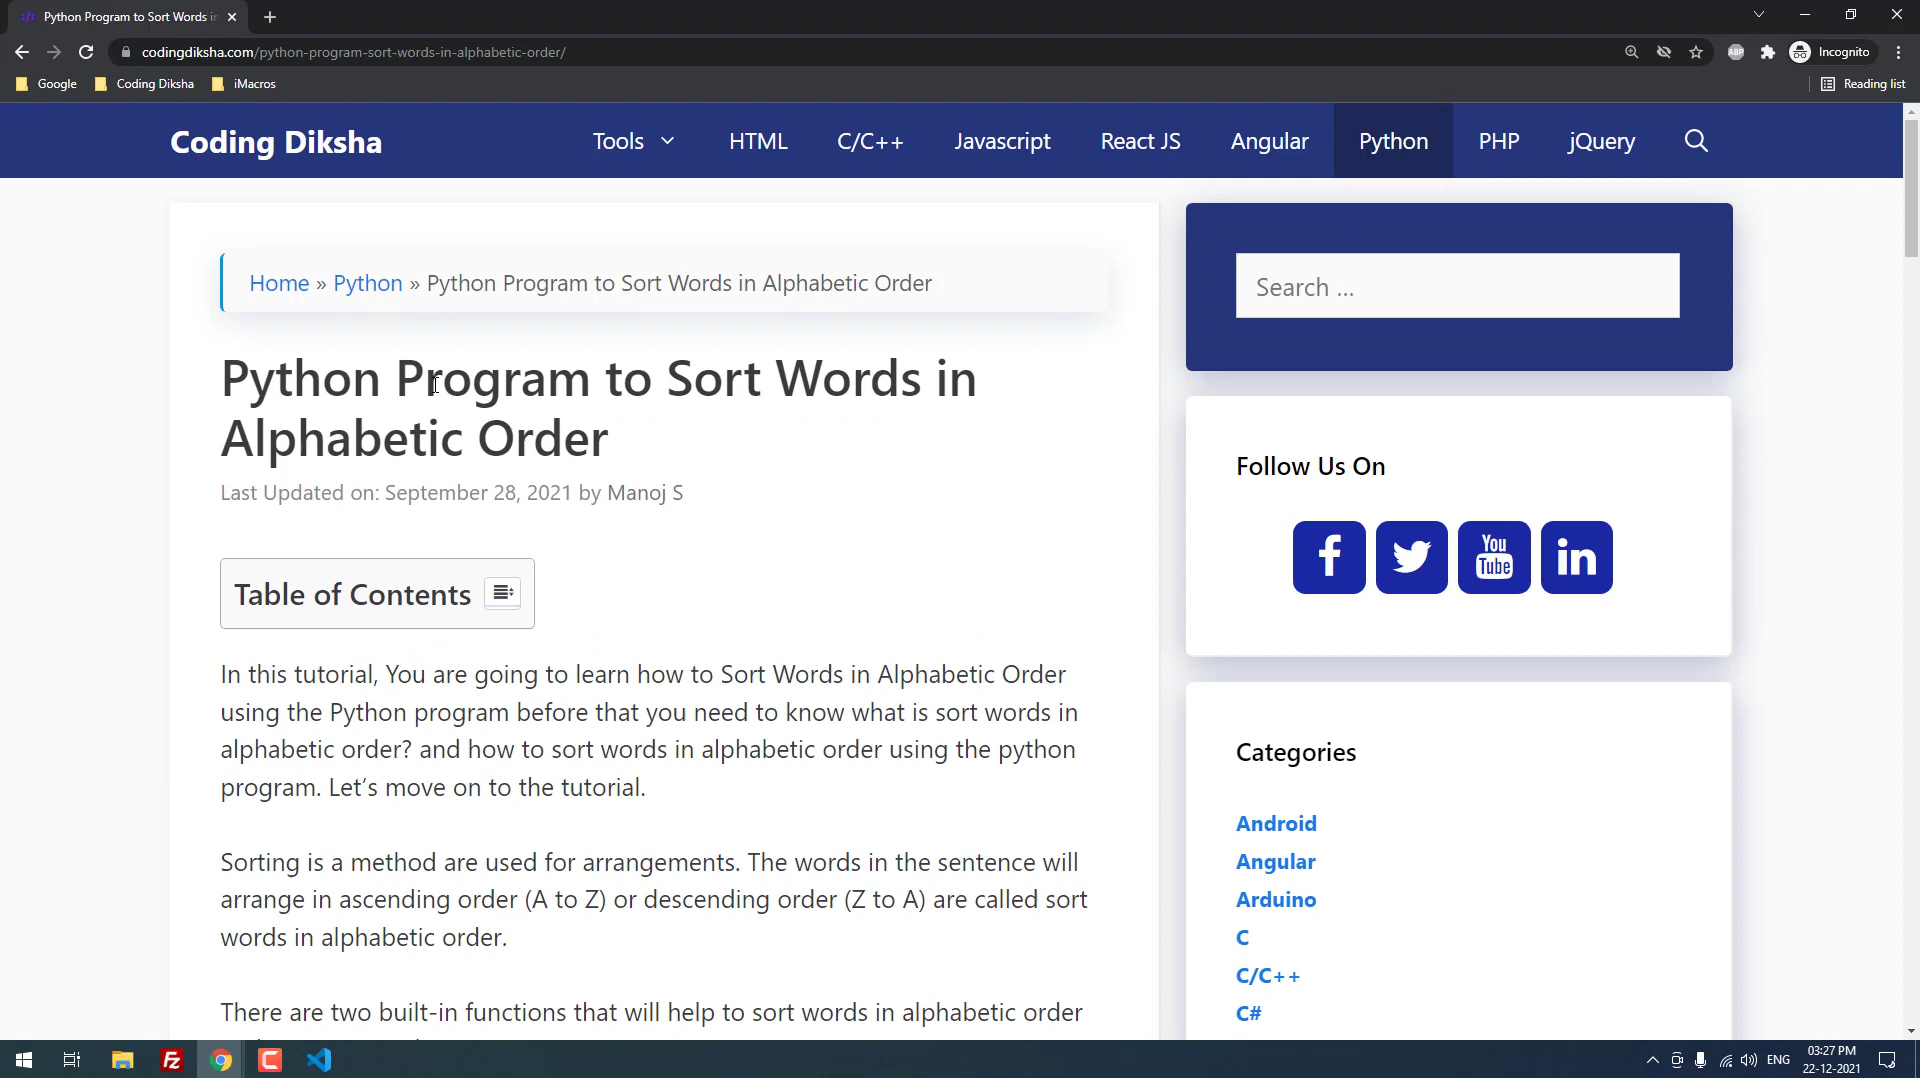 Python Program to Sort Words in
codingdiksha.com/python-program-sort-words-in-alphabetic-order/
ABP
Incognito
Google
Coding Diksha
iMacros
Reading list
Coding Diksha
Tools
HTML
C/C++
Javascript
React JS
Angular
Python
PHP
jQuery
Home » Python » Python Program to Sort Words in Alphabetic Order
Search ...
Python Program to Sort Words in
Alphabetic Order
Last Updated on: September 28, 2021 by Manoj S
Follow Us On
You
Tube
in
Table of Contents
In this tutorial, You are going to learn how to Sort Words in Alphabetic Order
using the Python program before that you need to know what is sort words in
alphabetic order? and how to sort words in alphabetic order using the python
program. Let’s move on to the tutorial.
Sorting is a method are used for arrangements. The words in the sentence will
arrange in ascending order (A to Z) or descending order (Z to A) are called sort
words in alphabetic order.
There are two built-in functions that will help to sort words in alphabetic order
Categories
Android
Angular
Arduino
C
C/C++
C#
Fz
C
ENG
03:27 PM
22-12-2021